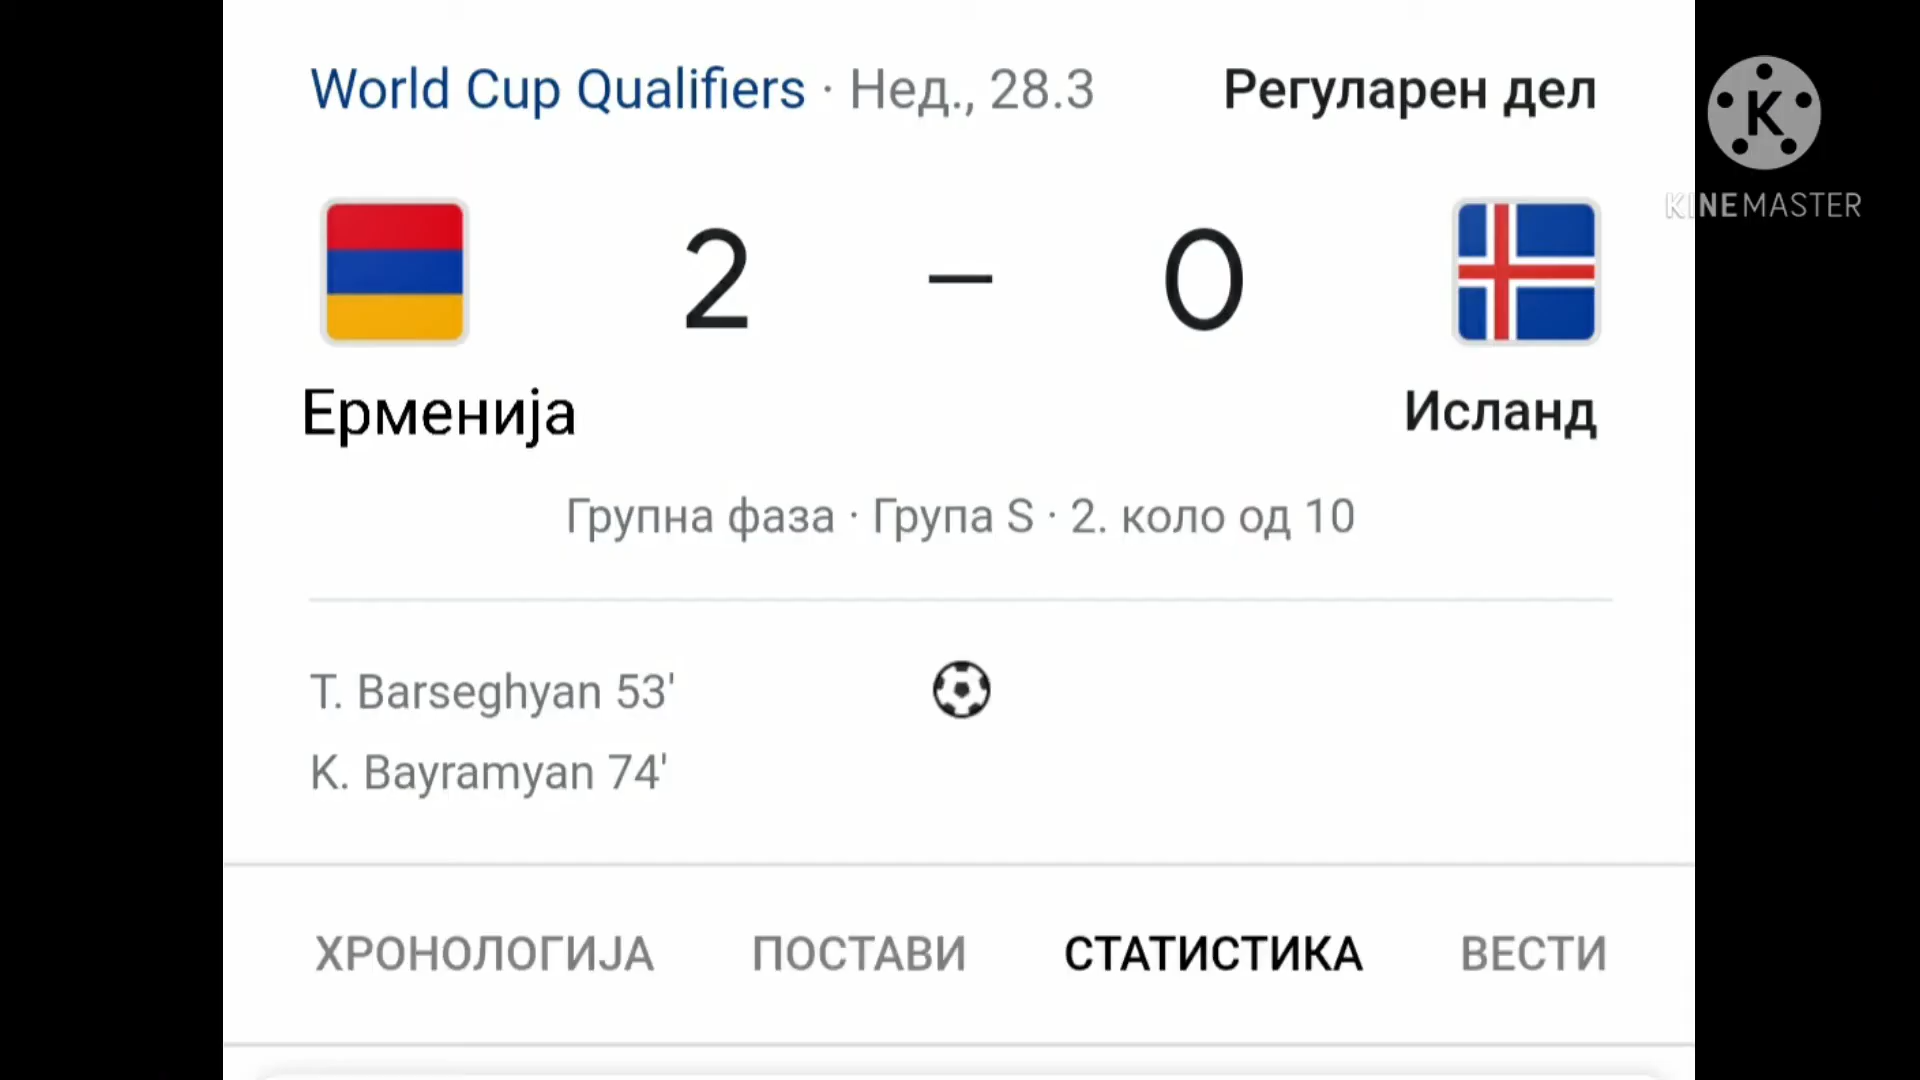 World Cup Qualifiers · Нед., 28.3 Регуларен дел
K
KINEMASTER
2 – 0
Ерменија Исланд
Групна фаза · Група S · 2. коло од 10
T. Barseghyan 53'
K. Bayramyan 74'
ХРОНОЛОГИЈА ПОСТАВИ СТАТИСТИКА ВЕСТИ